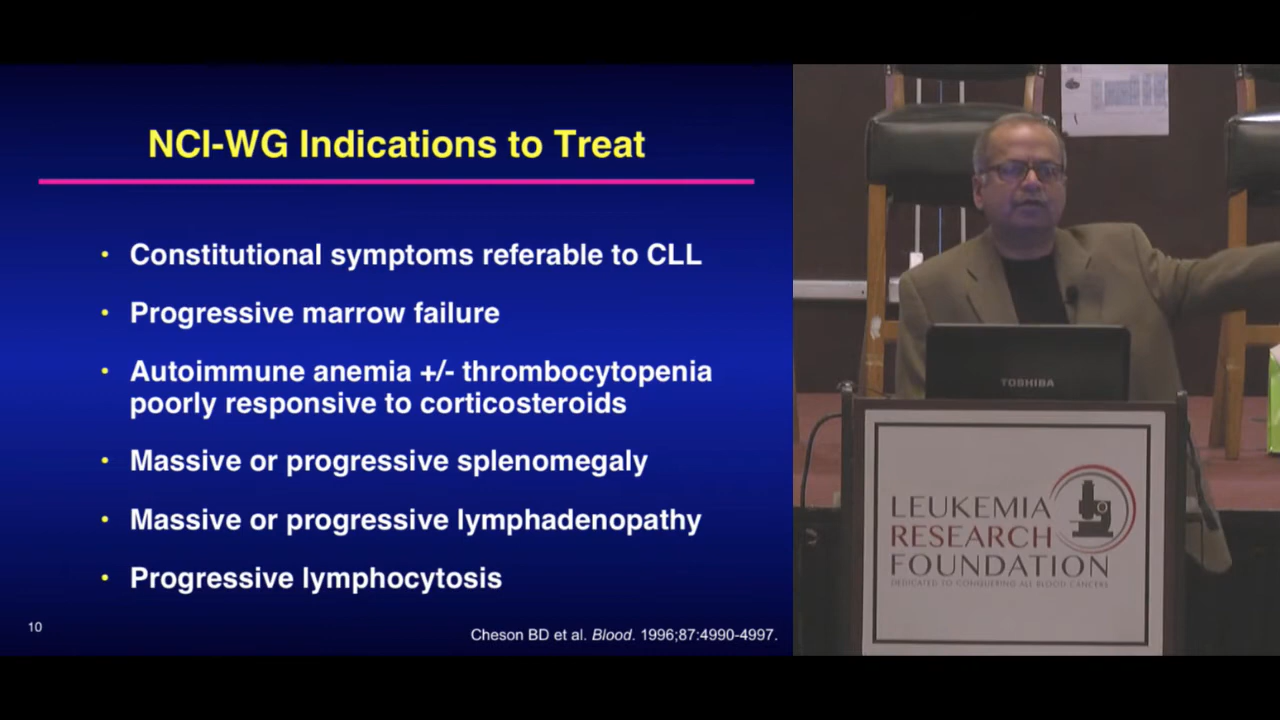 NCI-WG Indications to Treat
• Constitutional symptoms referable to CLL
• Progressive marrow failure
• Autoimmune anemia +/- thrombocytopenia
poorly responsive to corticosteroids
• Massive or progressive splenomegaly
• Massive or progressive lymphadenopathy
• Progressive lymphocytosis
10
Cheson BD et al. Blood. 1996;87:4990-4997.
TOSHIBA
LEUKEMIA
RESEARCH
FOUNDATION
DEDICATED TO CONQUERING ALL BLOOD CANCERS